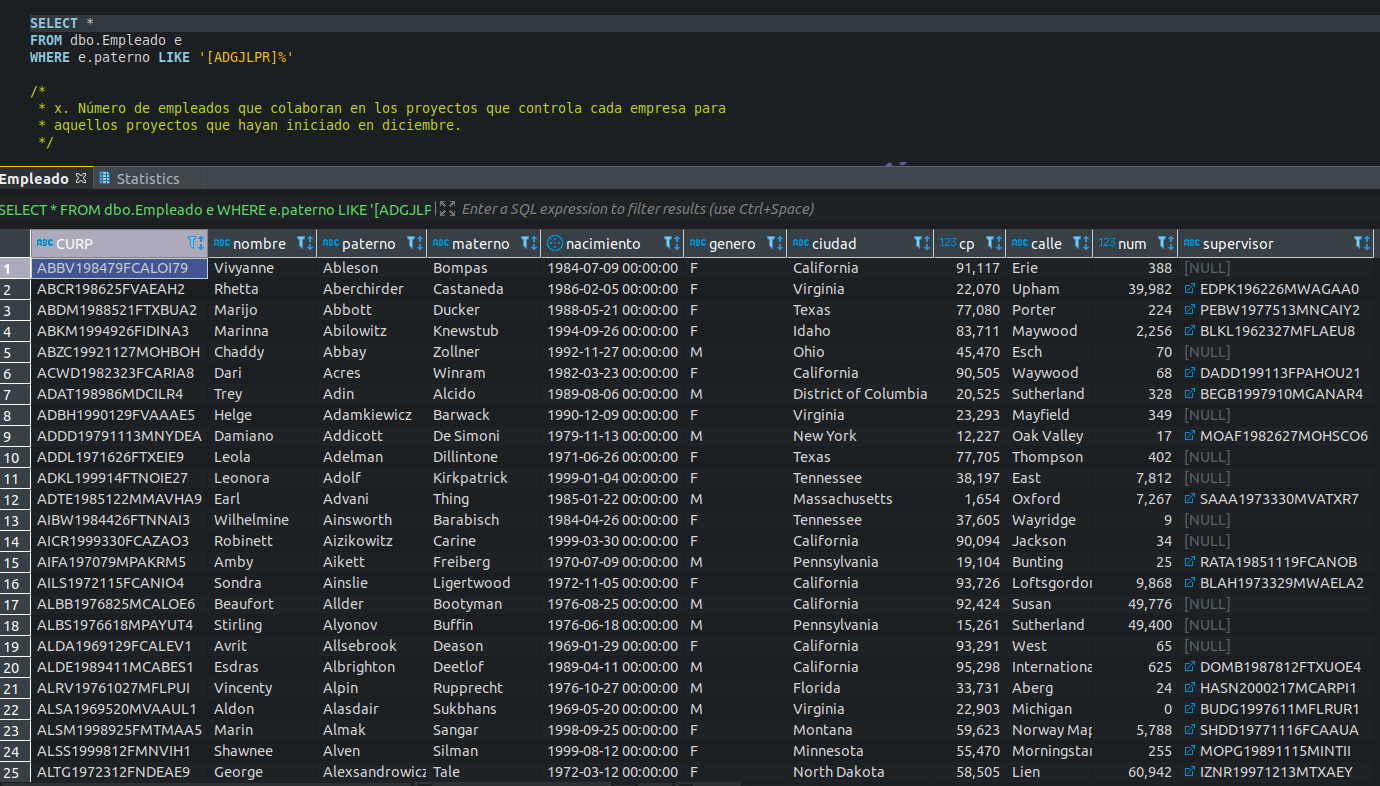 SELECT *
FROM dbo.Empleado e
WHERE e.paterno LIKE '[ADGJLPR]%'
/*
* x. Número de empleados que colaboran en los proyectos que controla cada empresa para
* aquellos proyectos que hayan iniciado en diciembre.
*/
Empleado Statistics
SELECT * FROM dbo.Empleado e WHERE e.paterno LIKE '[ADGJLP Enter a SQL expression to filter results (use Ctrl+Space)
ABC CURP ABC nombre ABC paterno ABC materno nacimiento ABC genero ABC ciudad 123 cp ABC calle 123 num ABC supervisor
1 ABBV198479FCALOI79 Vivyanne Ableson Bompas 1984-07-09 00:00:00 F California 91,117 Erie 388 [NULL]
2 ABCR198625FVAEAH2 Rhetta Aberchirder Castaneda 1986-02-05 00:00:00 F Virginia 22,070 Upham 39,982 EDPK196226MWAGAA0
3 ABDM1988521FTXBUA2 Marijo Abbott Ducker 1988-05-21 00:00:00 F Texas 77,080 Porter 224 PEBW1977513MNCAIY2
4 ABKM1994926FIDINA3 Marinna Abilowitz Knewstub 1994-09-26 00:00:00 F Idaho 83,711 Maywood 2,256 BLKL1962327MFLAEU8
5 ABZC19921127MOHBOH Chaddy Abbay Zollner 1992-11-27 00:00:00 M Ohio 45,470 Esch 70 [NULL]
6 ACWD1982323FCARIA8 Dari Acres Winram 1982-03-23 00:00:00 F California 90,505 Waywood 68 DADD199113FPAHOU21
7 ADAT198986MDCILR4 Trey Adin Alcido 1989-08-06 00:00:00 M District of Columbia 20,525 Sutherland 328 BEGB1997910MGANAR4
8 ADBH1990129FVAAAE5 Helge Adamkiewicz Barwack 1990-12-09 00:00:00 F Virginia 23,293 Mayfield 349 [NULL]
9 ADDD19791113MNYDEA Damiano Addicott De Simoni 1979-11-13 00:00:00 M New York 12,227 Oak Valley 17 MOAF1982627MOHSCO6
10 ADDL1971626FTXEIE9 Leola Adelman Dillintone 1971-06-26 00:00:00 F Texas 77,705 Thompson 402 [NULL]
11 ADKL199914FTNOIE27 Leonora Adolf Kirkpatrick 1999-01-04 00:00:00 F Tennessee 38,197 East 7,812 [NULL]
12 ADTE1985122MMAVHA9 Earl Advani Thing 1985-01-22 00:00:00 M Massachusetts 1,654 Oxford 7,267 SAAA1973330MVATXR7
13 AIBW1984426FTNNAI3 Wilhelmine Ainsworth Barabisch 1984-04-26 00:00:00 F Tennessee 37,605 Wayridge 9 [NULL]
14 AICR1999330FCAZAO3 Robinett Aizikowitz Carine 1999-03-30 00:00:00 F California 90,094 Jackson 34 [NULL]
15 AIFA197079MPAKRM5 Amby Aikett Freiberg 1970-07-09 00:00:00 M Pennsylvania 19,104 Bunting 25 RATA19851119FCANOB
16 AILS1972115FCANIO4 Sondra Ainslie Ligertwood 1972-11-05 00:00:00 F California 93,726 Loftsgordor 9,868 BLAH1973329MWAELA2
17 ALBB1976825MCALOE6 Beaufort Allder Bootyman 1976-08-25 00:00:00 M California 92,424 Susan 49,776 [NULL]
18 ALBS1976618MPAYUT4 Stirling Alyonov Buffin 1976-06-18 00:00:00 M Pennsylvania 15,261 Sutherland 49,400 [NULL]
19 ALDA1969129FCALEV1 Avrit Allsebrook Deason 1969-01-29 00:00:00 F California 93,291 West 65 [NULL]
20 ALDE1989411MCABES1 Esdras Albrighton Deetlof 1989-04-11 00:00:00 M California 95,298 Internationa 625 DOMB1987812FTXUOE4
21 ALRV19761027MFLPUI Vincenty Alpin Rupprecht 1976-10-27 00:00:00 M Florida 33,731 Aberg 24 HASN2000217MCARPI1
22 ALSA1969520MVAAUL1 Aldon Alasdair Sukbhans 1969-05-20 00:00:00 M Virginia 22,903 Michigan 0 BUDG1997611MFLRUR1
23 ALSM1998925FMTMAA5 Marin Almak Sangar 1998-09-25 00:00:00 F Montana 59,623 Norway Map 5,788 SHDD19771116FCAAUA
24 ALSS1999812FMNVIH1 Shawnee Alven Silman 1999-08-12 00:00:00 F Minnesota 55,470 Morningstar 255 MOPG19891115MINTII
25 ALTG1972312FNDEAE9 George Alexsandrowicz Tale 1972-03-12 00:00:00 F North Dakota 58,505 Lien 60,942 IZNR19971213MTXAEY